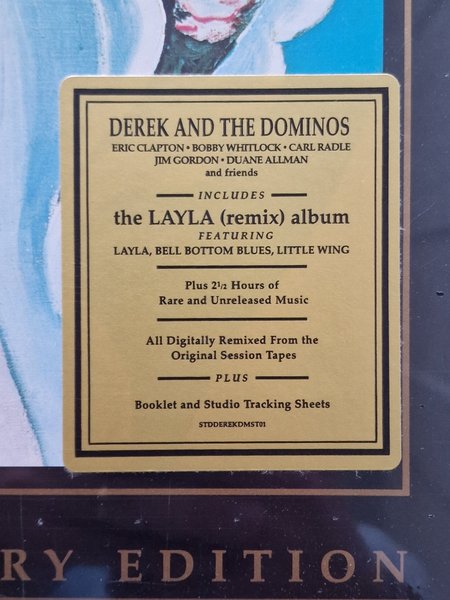 DEREK AND THE DOMINOS
ERIC CLAPTON • BOBBY WHITLOCK • CARL RADLE
JIM GORDON • DUANE ALLMAN
and friends
INCLUDES
the LAYLA (remix) album
FEATURING
LAYLA, BELL BOTTOM BLUES, LITTLE WING
Plus 2½ Hours of
Rare and Unreleased Music
All Digitally Remixed From the
Original Session Tapes
PLUS
Booklet and Studio Tracking Sheets
STDDEREKDMST01
RY EDITION